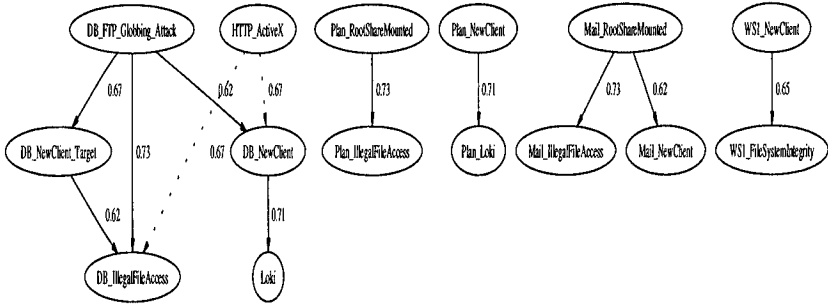 DB_FTP_Globbing_Attack HTTP_ActiveX Plan_RootShareMounted Plan_NewClient Mail_RootShareMounted WS1_NewClient
0.67 0.62 0.67 0.73 0.71 0.73 0.62 0.65
DB_NewClient_Target 0.73 0.67 DB_NewClient Plan_IllegalFileAccess Plan_Loki Mail_IllegalFileAccess Mail_NewClient WS1_FileSystemIntegrity
0.62 0.71
DB_IllegalFileAccess Loki